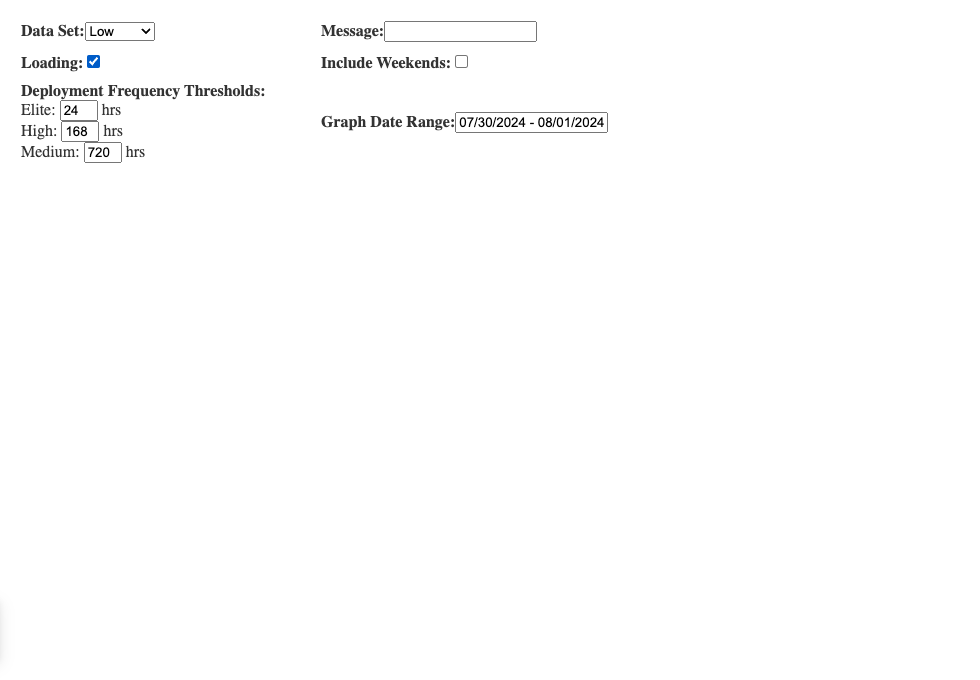 Data Set: Low
Message:
Loading:
Include Weekends:
Deployment Frequency Thresholds:
Elite: 24 hrs
High: 168 hrs
Medium: 720 hrs
Graph Date Range: 07/30/2024 - 08/01/2024